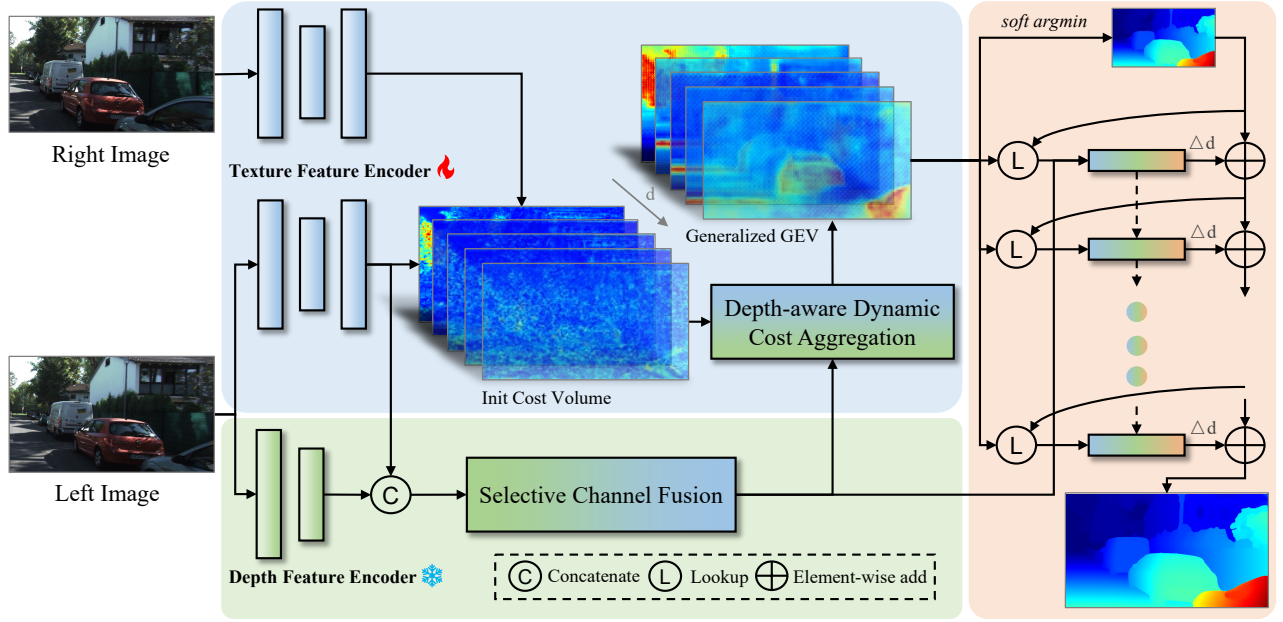 soft argmin
Right Image
Texture Feature Encoder
d
Generalized GEV
L
△d
L
△d
Depth-aware Dynamic
Cost Aggregation
Init Cost Volume
Left Image
C
Selective Channel Fusion
L
△d
Depth Feature Encoder
C Concatenate L Lookup Element-wise add